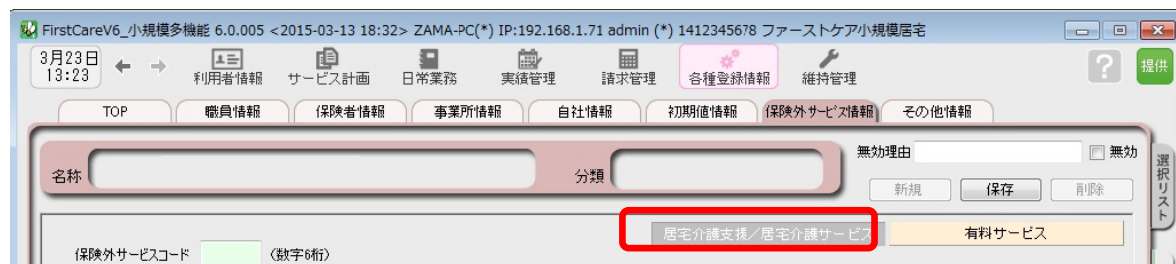 FirstCareV6_小規模多機能 6.0.005 <2015-03-13 18:32> ZAMA-PC(*) IP:192.168.1.71 admin (*) 1412345678 ファーストケア小規模居宅
3月23日
13:23
利用者情報 サービス計画 日常業務 実績管理 請求管理 各種登録情報 維持管理
? 提供
TOP 職員情報 保険者情報 事業所情報 自社情報 初期値情報 保険外サービス情報 その他情報
名称 分類 無効理由 無効
新規 保存 削除
選択リスト
居宅介護支援/居宅介護サービス 有料サービス
保険外サービスコード (数字6桁)